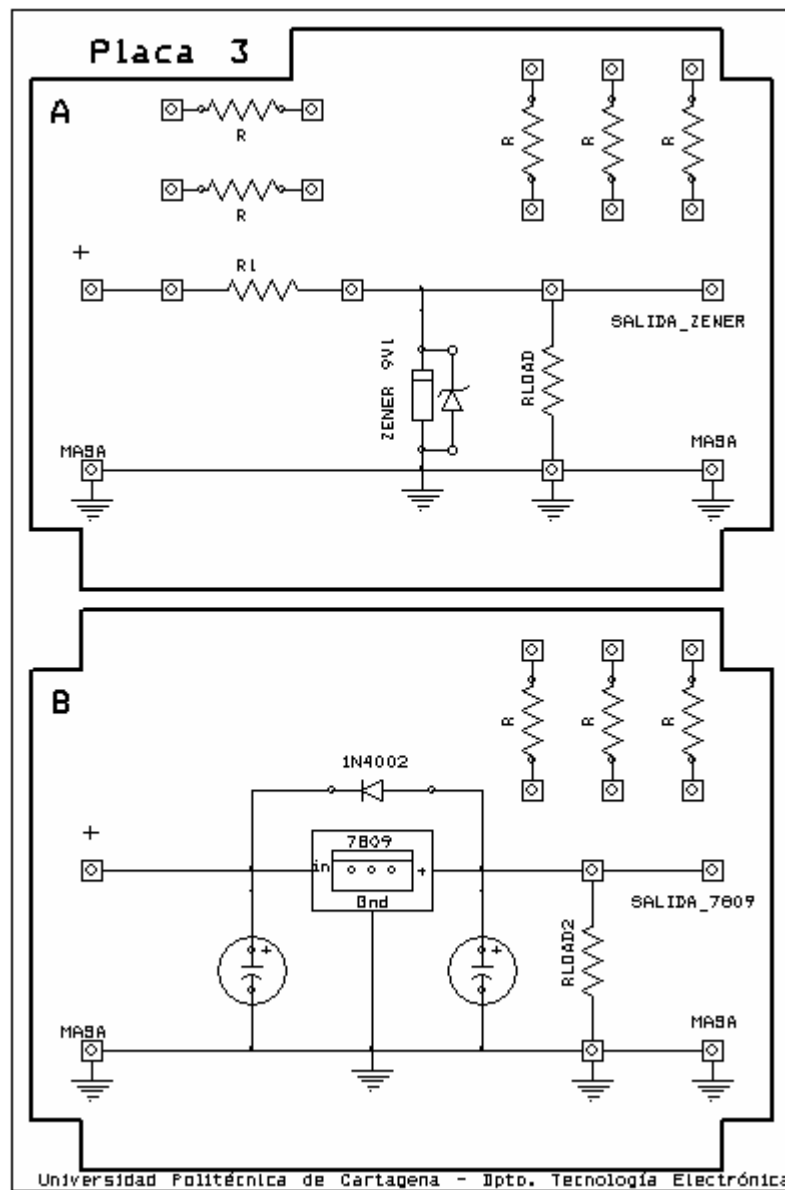 Placa 3
A
R
R
R
R
R
+
R1
SALIDA_ZENER
ZENER 9V1
RLOAD
MASA
MASA
B
R
R
R
1N4002
+
7809
in
+
Gnd
SALIDA_7809
+
+
RLOAD2
MASA
MASA
Universidad Politécnica de Cartagena - Dpto. Tecnología Electrónica